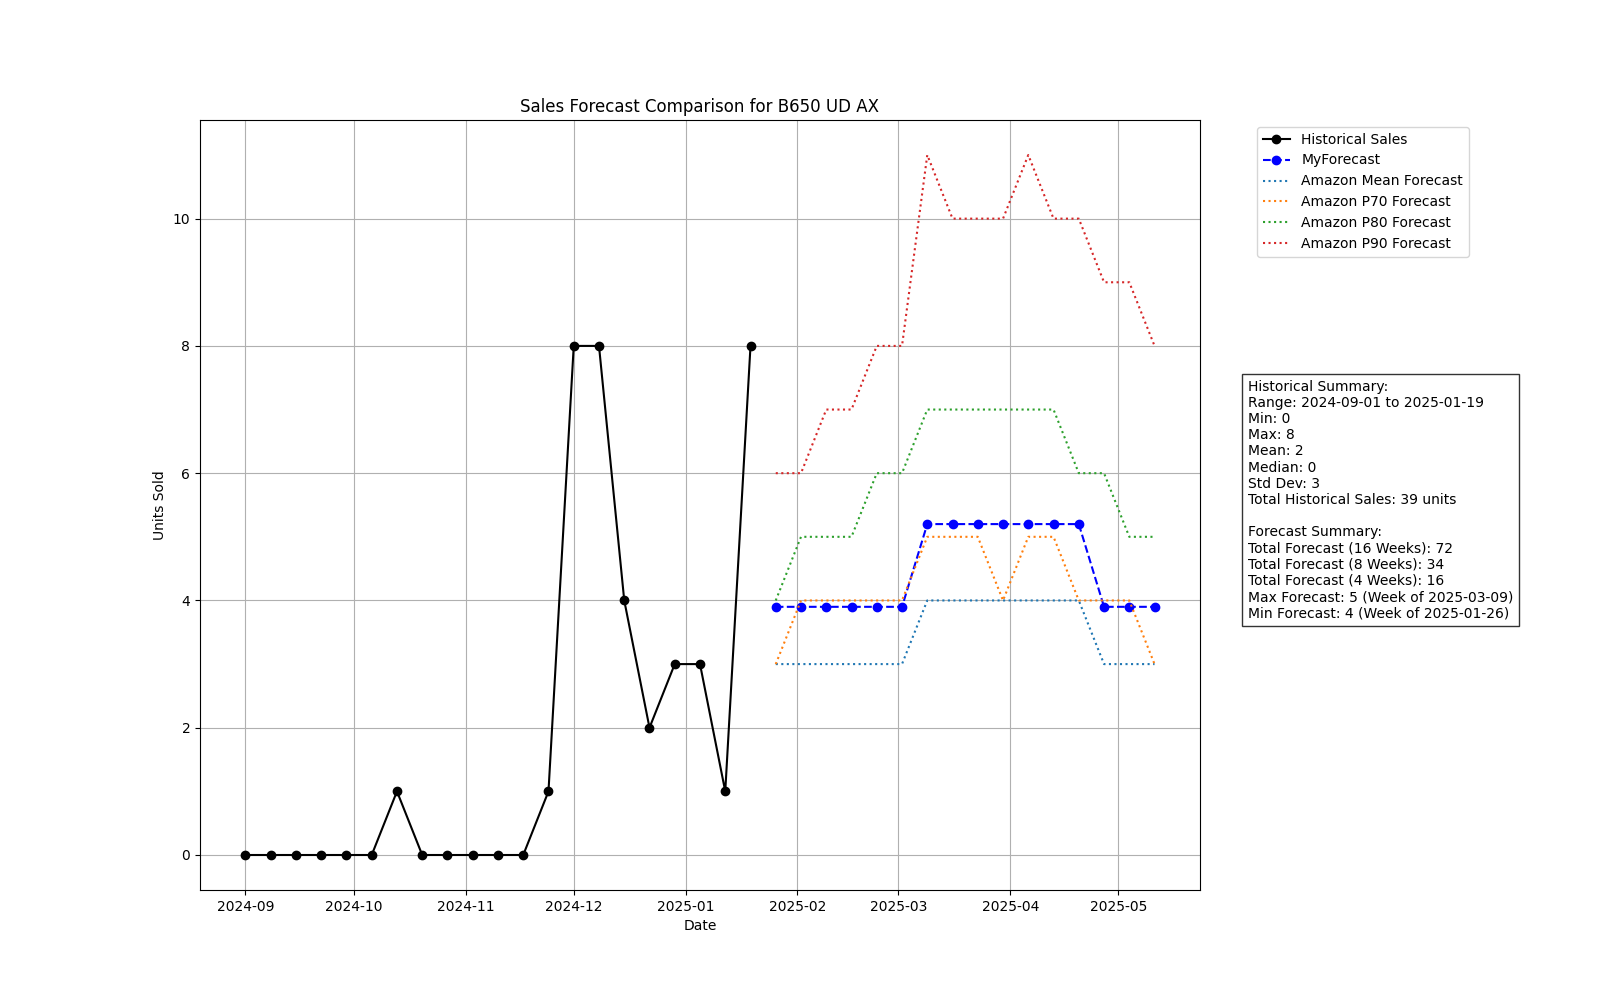 Sales Forecast Comparison for B650 UD AX
Historical Sales
MyForecast
Amazon Mean Forecast
Amazon P70 Forecast
Amazon P80 Forecast
Amazon P90 Forecast
Units Sold
10
8
6
4
2
0
2024-09
2024-10
2024-11
2024-12
2025-01
2025-02
2025-03
2025-04
2025-05
Date
Historical Summary:
Range: 2024-09-01 to 2025-01-19
Min: 0
Max: 8
Mean: 2
Median: 0
Std Dev: 3
Total Historical Sales: 39 units
Forecast Summary:
Total Forecast (16 Weeks): 72
Total Forecast (8 Weeks): 34
Total Forecast (4 Weeks): 16
Max Forecast: 5 (Week of 2025-03-09)
Min Forecast: 4 (Week of 2025-01-26)